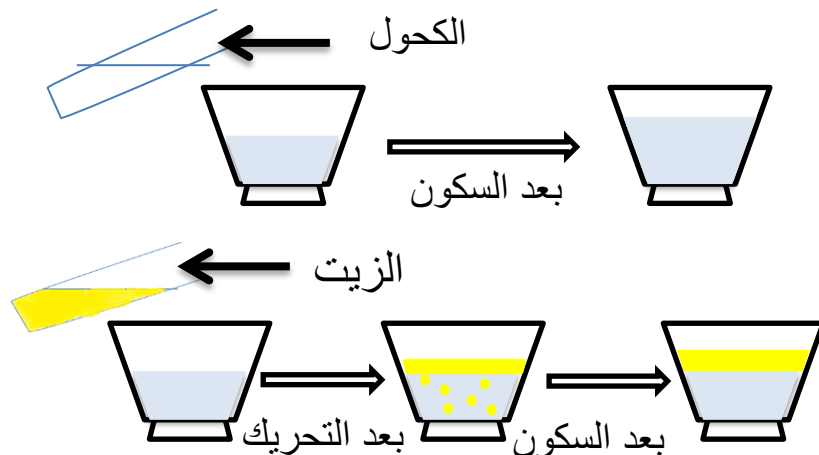 الكحول
بعد السكون
الزيت
بعد التحريك
بعد السكون